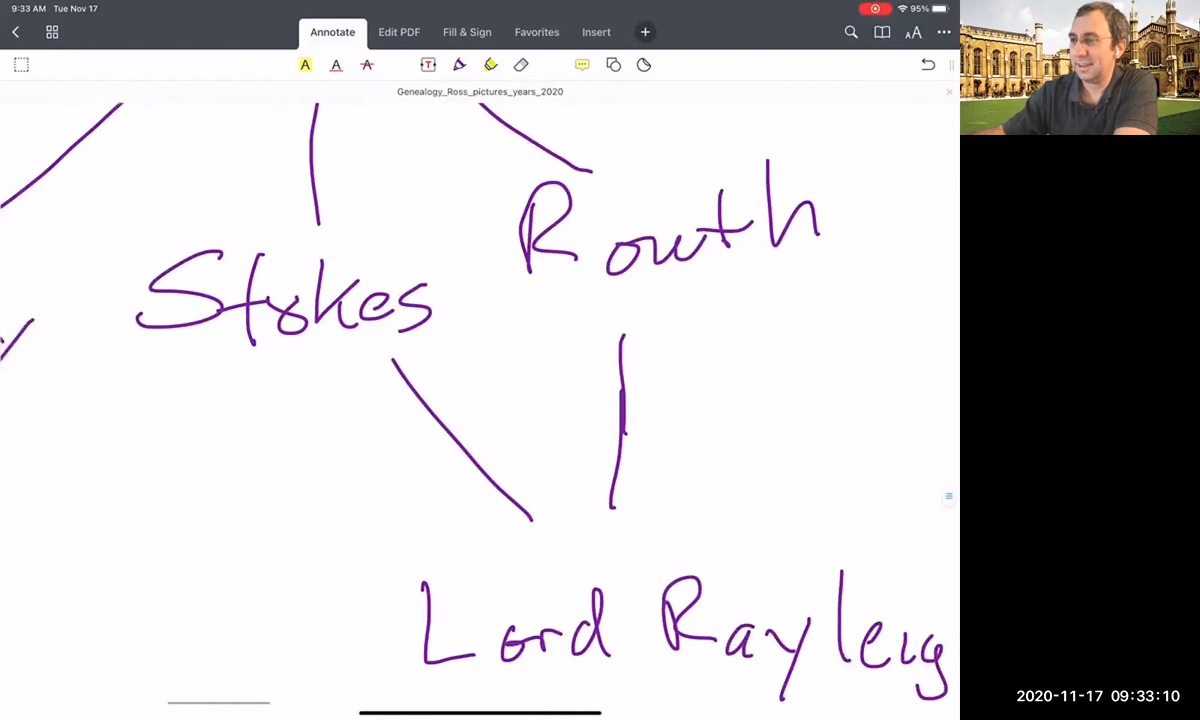 9:33 AM Tue Nov 17
95%
Annotate Edit PDF Fill & Sign Favorites Insert +
AA
A A A T
Genealogy_Ross_pictures_years_2020
Routh
Stokes
Lord Rayleig
2020-11-17 09:33:10